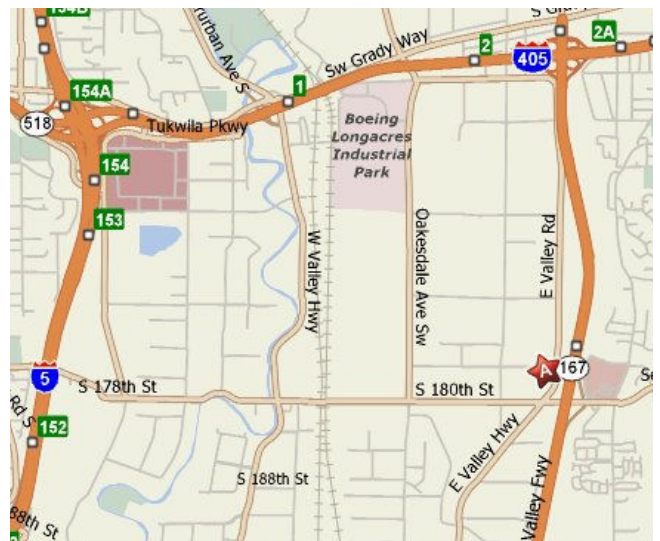 154B
S Gra
2
2A
405
Sw Grady Way
154A
1
518
Tukwila Pkwy
Boeing
Longacres
Industrial
Park
154
153
W Valley Hwy
Oakesdale Ave Sw
E Valley Rd
A
167
5
S 178th St
S 180th St
Se
Rd S
152
E Valley Hwy
S 188th St
88th St
Valley Fwy